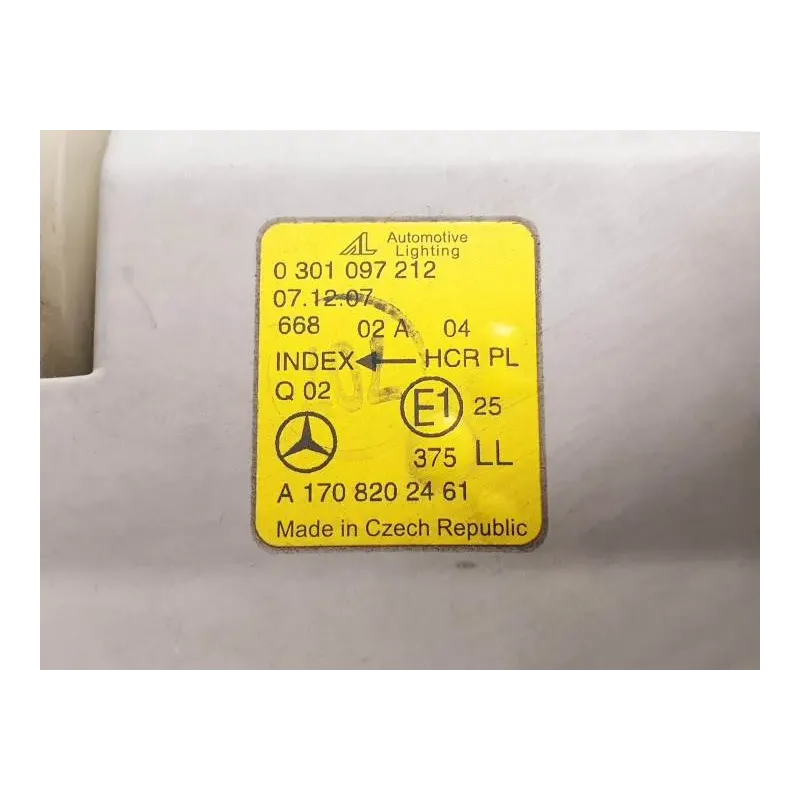 AL Automotive
Lighting
0 301 097 212
07.12.07
668 02 A 04
INDEX ← HCR PL
Q 02
E1 25
375 LL
A 170 820 24 61
Made in Czech Republic